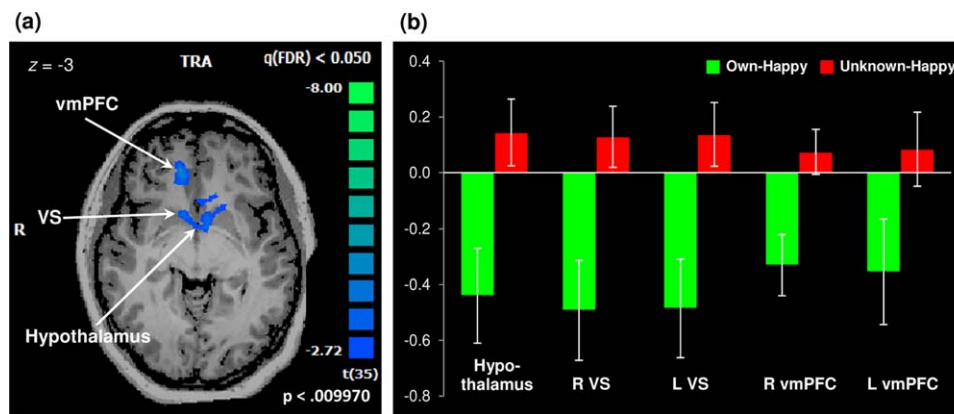 (a)
z = -3
TRA
q(FDR) < 0.050
-8.00
vmPFC
VS
R
Hypothalamus
-2.72
t(35)
p < .009970
(b)
0.4
0.2
0.0
-0.2
-0.4
-0.6
-0.8
Own-Happy
Unknown-Happy
Hypo-
thalamus
R VS
L VS
R vmPFC
L vmPFC